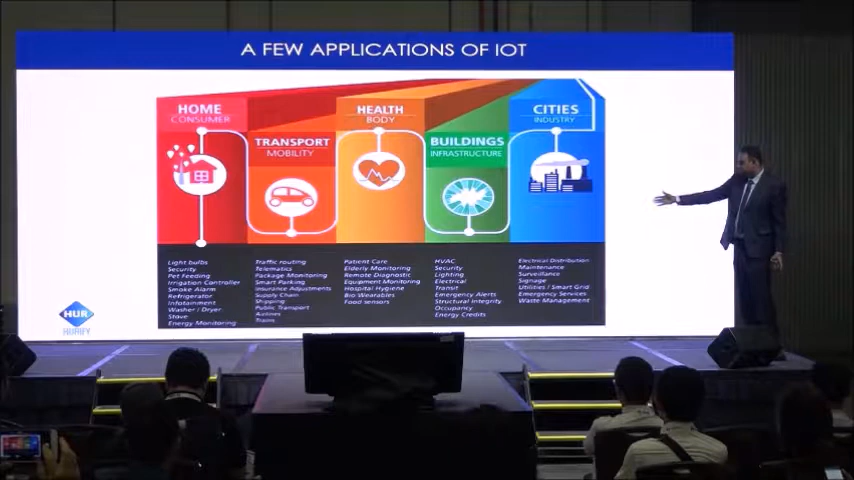 A FEW APPLICATIONS OF IOT
HOME
CONSUMER
TRANSPORT
MOBILITY
HEALTH
BODY
BUILDINGS
INFRASTRUCTURE
CITIES
INDUSTRY
Light bulbs
Security
Pet Feeding
Irrigation Controller
Smoke Alarm
Refrigerator
Infotainment
Washer / Dryer
Stove
Energy Monitoring
Traffic routing
Telematics
Package Monitoring
Smart Parking
Insurance Adjustments
Supply Chain
Shipping
Public Transport
Airlines
Trains
Patient Care
Elderly Monitoring
Remote Diagnostic
Equipment Monitoring
Hospital Hygiene
Bio Wearables
Food sensors
HVAC
Security
Lighting
Electrical
Transit
Emergency Alerts
Structural Integrity
Occupancy
Energy Credits
Electrical Distribution
Maintenance
Surveillance
Signage
Utilities / Smart Grid
Emergency Services
Waste Management
HUR
HURIFY